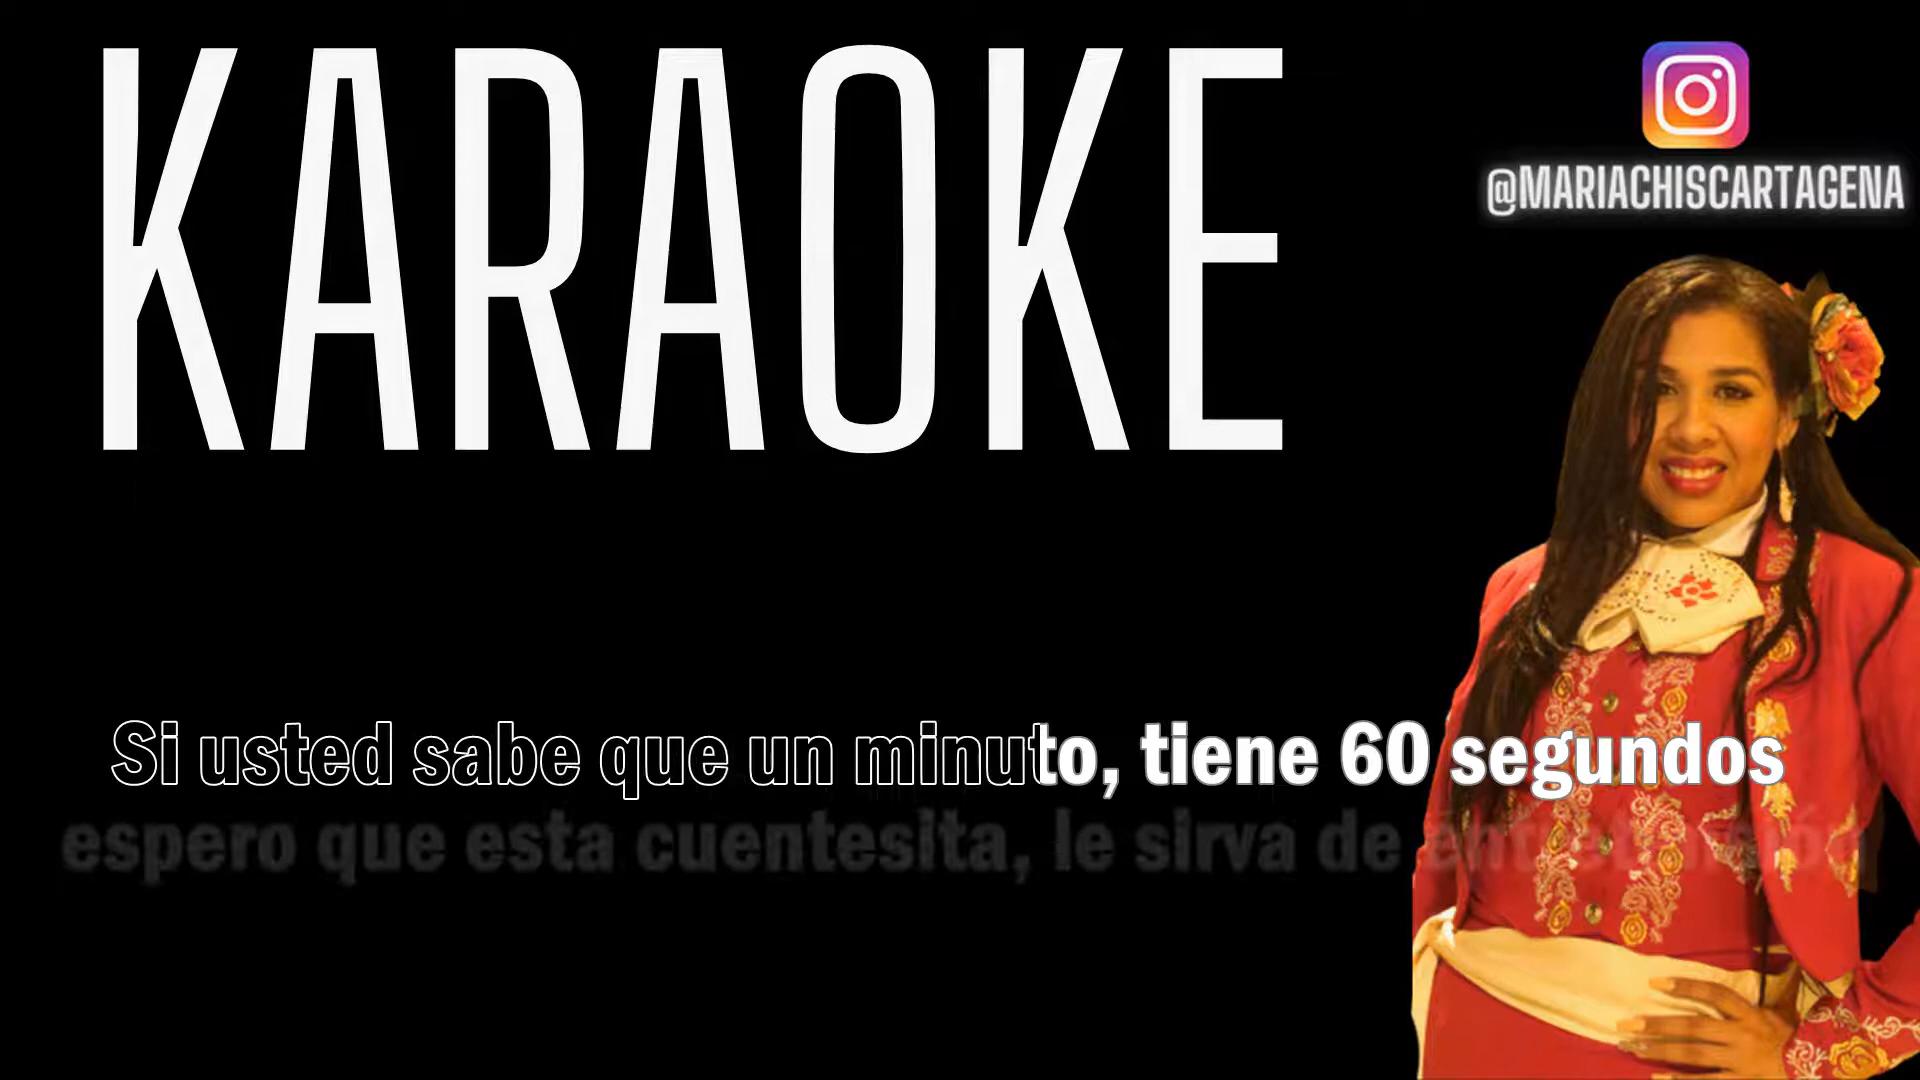 KARAOKE
@MARIACHISCARTAGENA
Si usted sabe que un minuto, tiene 60 segundos
espero que esta cuentesita, le sirva de